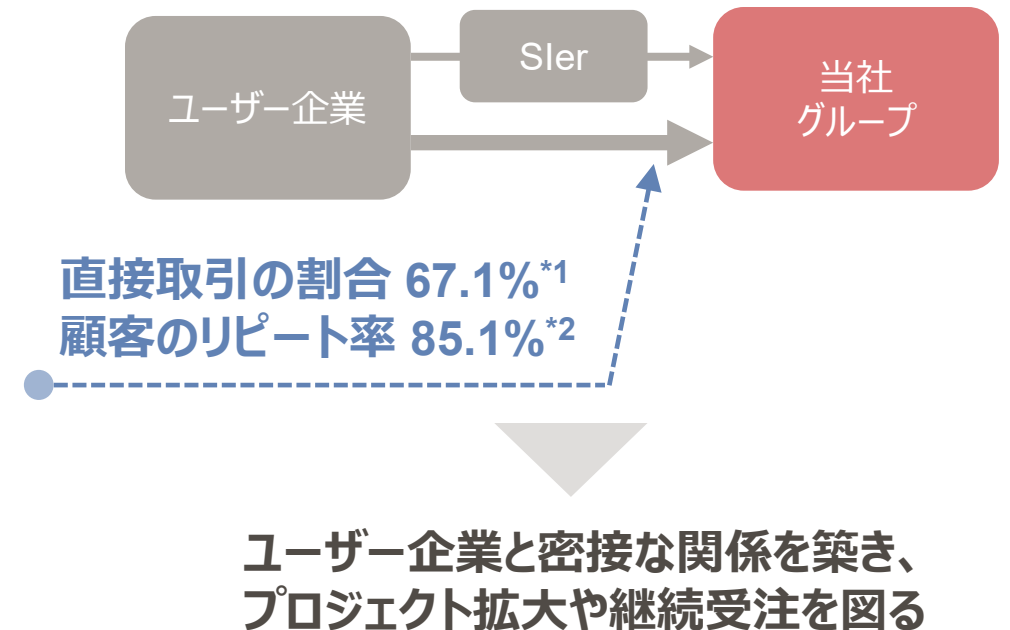 ユーザー企業
SIer
当社
グループ
直接取引の割合 67.1%*1
顧客のリピート率 85.1%*2
ユーザー企業と密接な関係を築き、
プロジェクト拡大や継続受注を図る